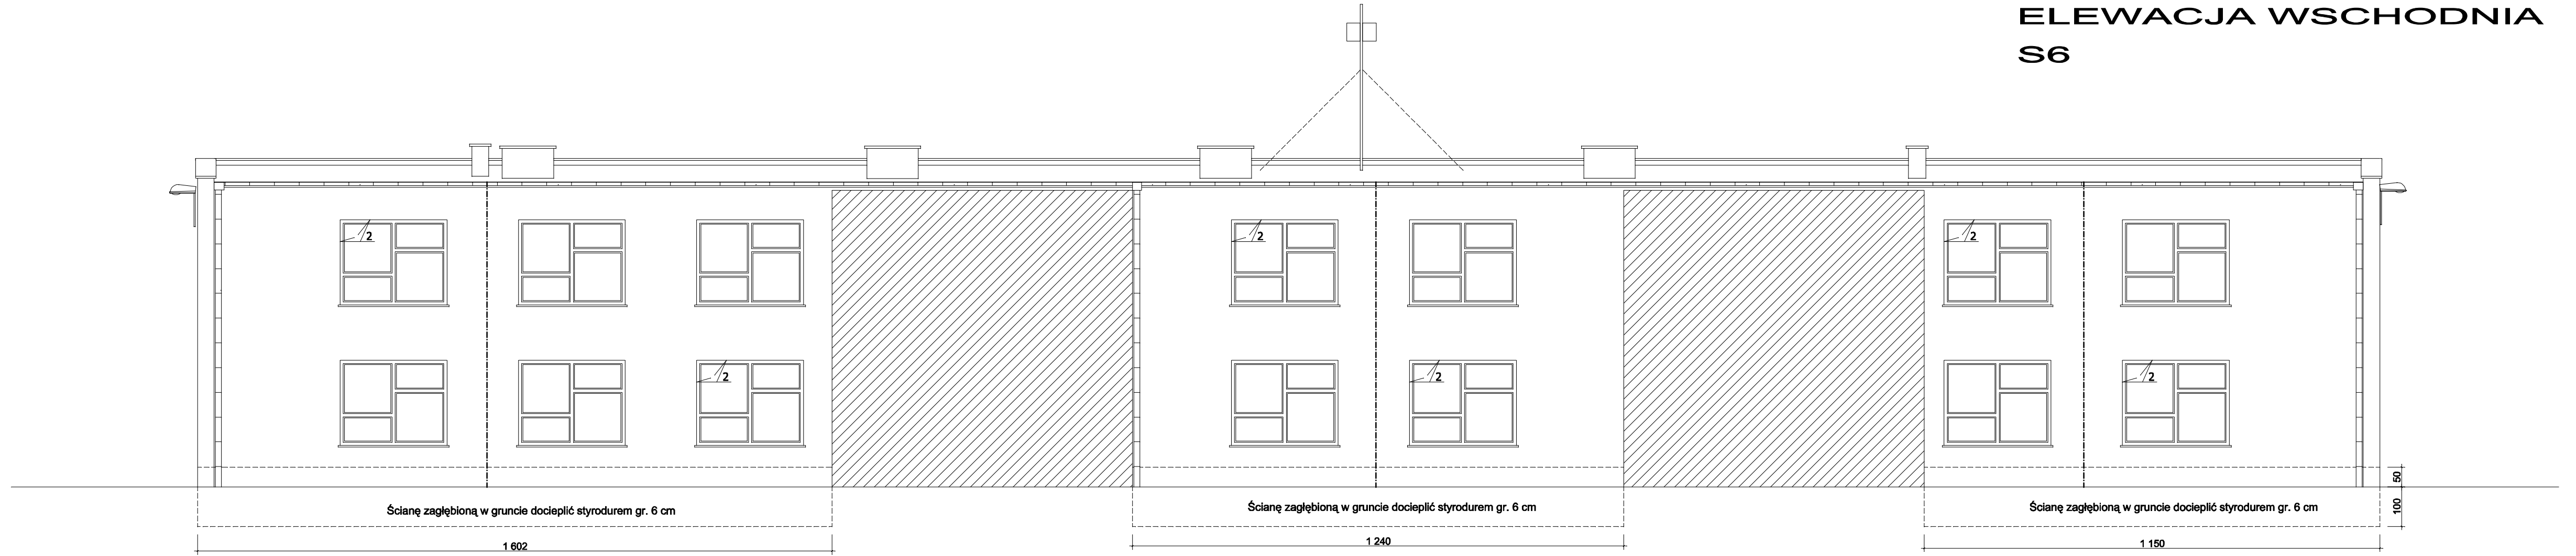 ELEWACJA WSCHODNIA
S6
2
2
2
2
2
2
50
100
Ścianę zagłębioną w gruncie docieplić styrodurem gr. 6 cm
Ścianę zagłębioną w gruncie docieplić styrodurem gr. 6 cm
Ścianę zagłębioną w gruncie docieplić styrodurem gr. 6 cm
1 602
1 240
1 150